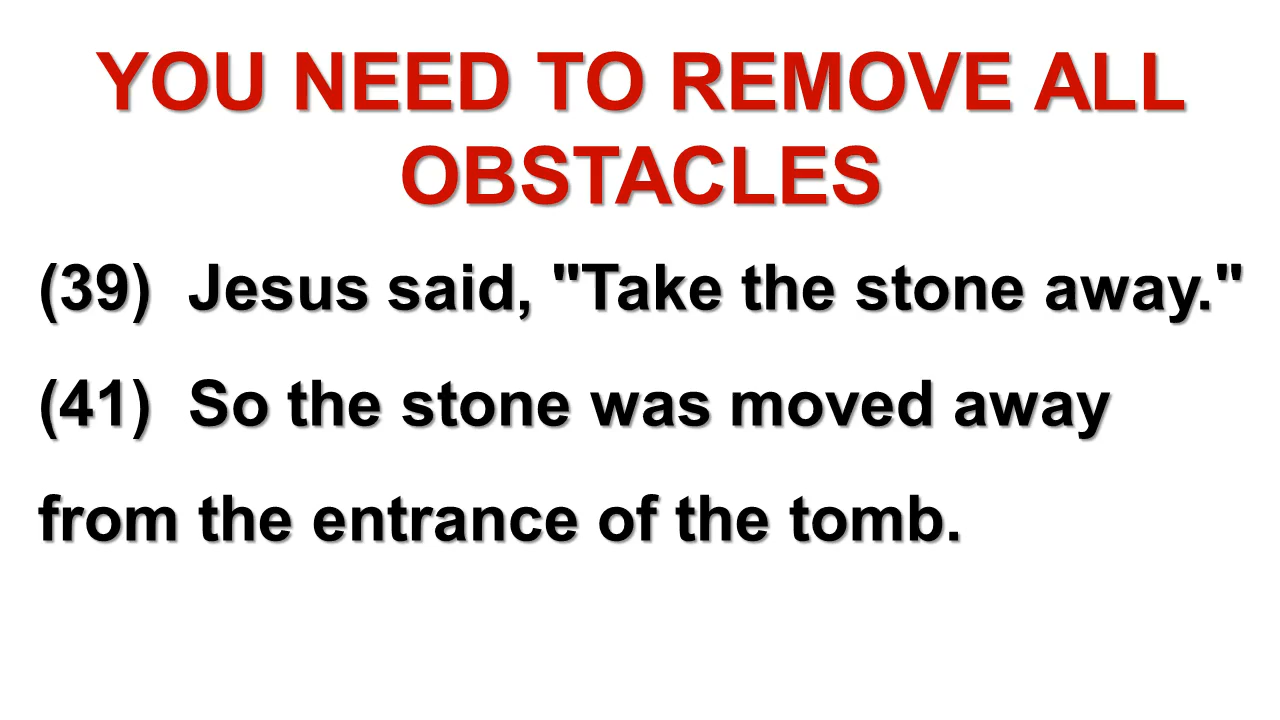 YOU NEED TO REMOVE ALL
OBSTACLES
(39) Jesus said, "Take the stone away."
(41) So the stone was moved away
from the entrance of the tomb.